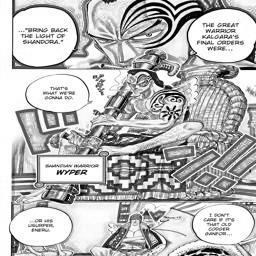 THE GREAT
WARRIOR
KALGARA'S
FINAL ORDERS
WERE...
..."BRING BACK
THE LIGHT OF
SHANDORA."
THAT'S
WHAT WE'RE
GONNA DO.
SHANDIAN WARRIOR
WYPER
I DON'T
CARE IF IT'S
THAT OLD
CODGER
GANFOR...
...OR HIS
USURPER,
ENERU.